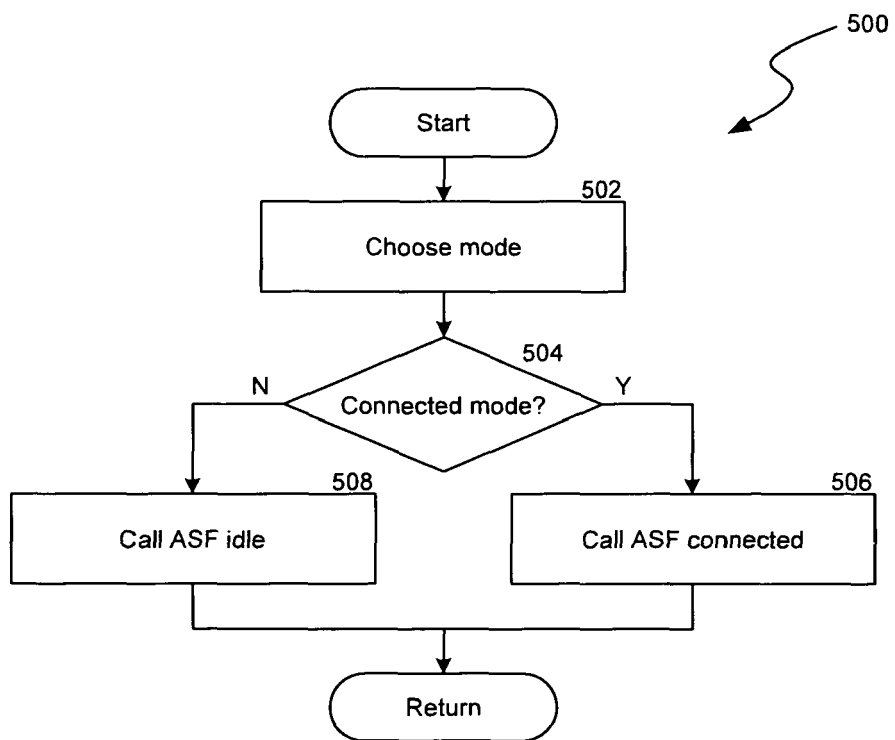 500
Start
502
Choose mode
504
N
Connected mode?
Y
508
506
Call ASF idle
Call ASF connected
Return